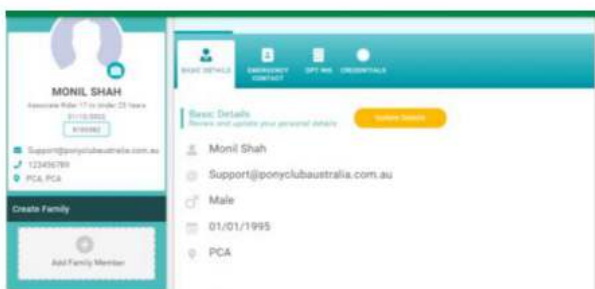 MONIL SHAH
Associate Rider 17 to under 25 Years
Support@ponyclubaustralia.com.au
123456789
PCA, PCA
Create Family
Add Family Member
BASIC DETAILS
EMERGENCY CONTACT
OPT INS
CREDENTIALS
Basic Details
Review and update your personal details
Update Details
Monil Shah
Support@ponyclubaustralia.com.au
Male
01/01/1995
PCA